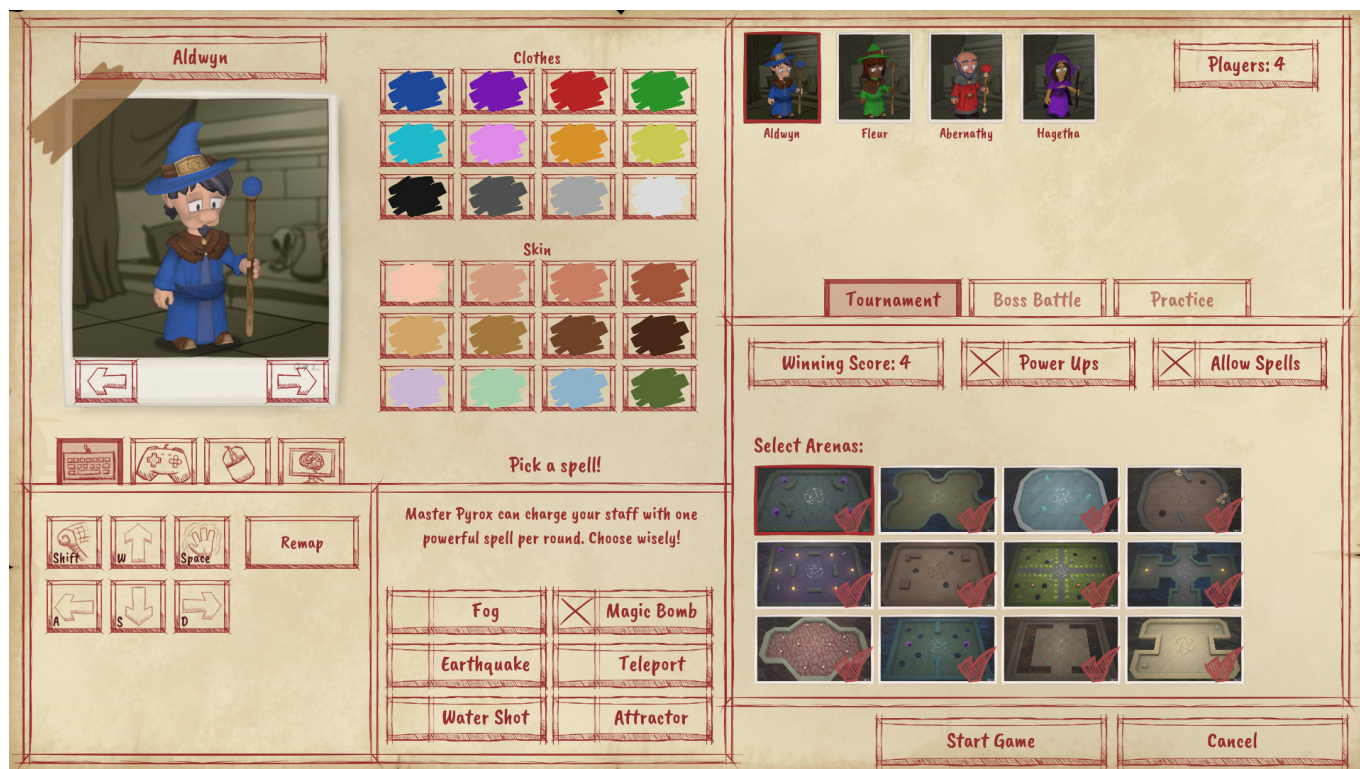 Aldwyn
Clothes
Skin
Pick a spell!
Shift
W
Space
Remap
A
S
D
Master Pyrox can charge your staff with one
powerful spell per round. Choose wisely!
Fog
Magic Bomb
Earthquake
Teleport
Water Shot
Attractor
Aldwyn
Fleur
Abernathy
Hagetha
Players: 4
Tournament
Boss Battle
Practice
Winning Score: 4
Power Ups
Allow Spells
Select Arenas:
Start Game
Cancel